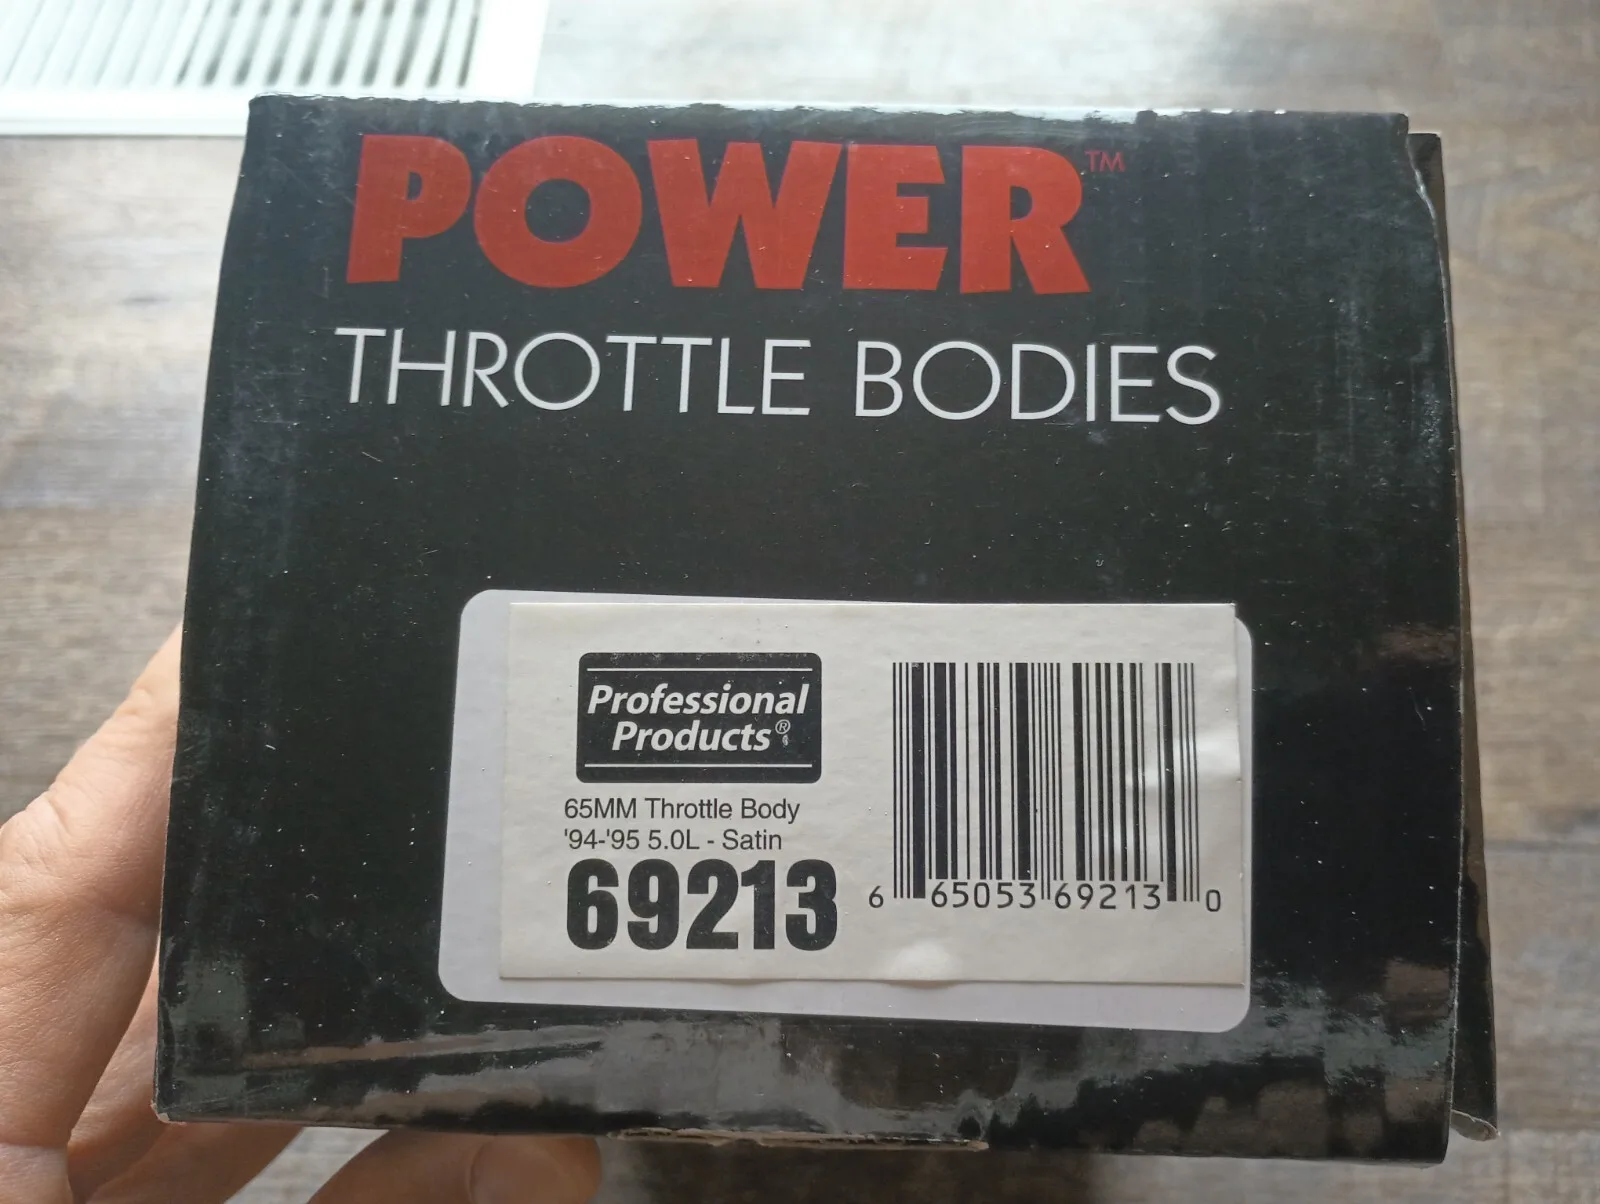 POWER™
THROTTLE BODIES
Professional
Products®
65MM Throttle Body
'94-'95 5.0L - Satin
69213
6 65053 69213 0